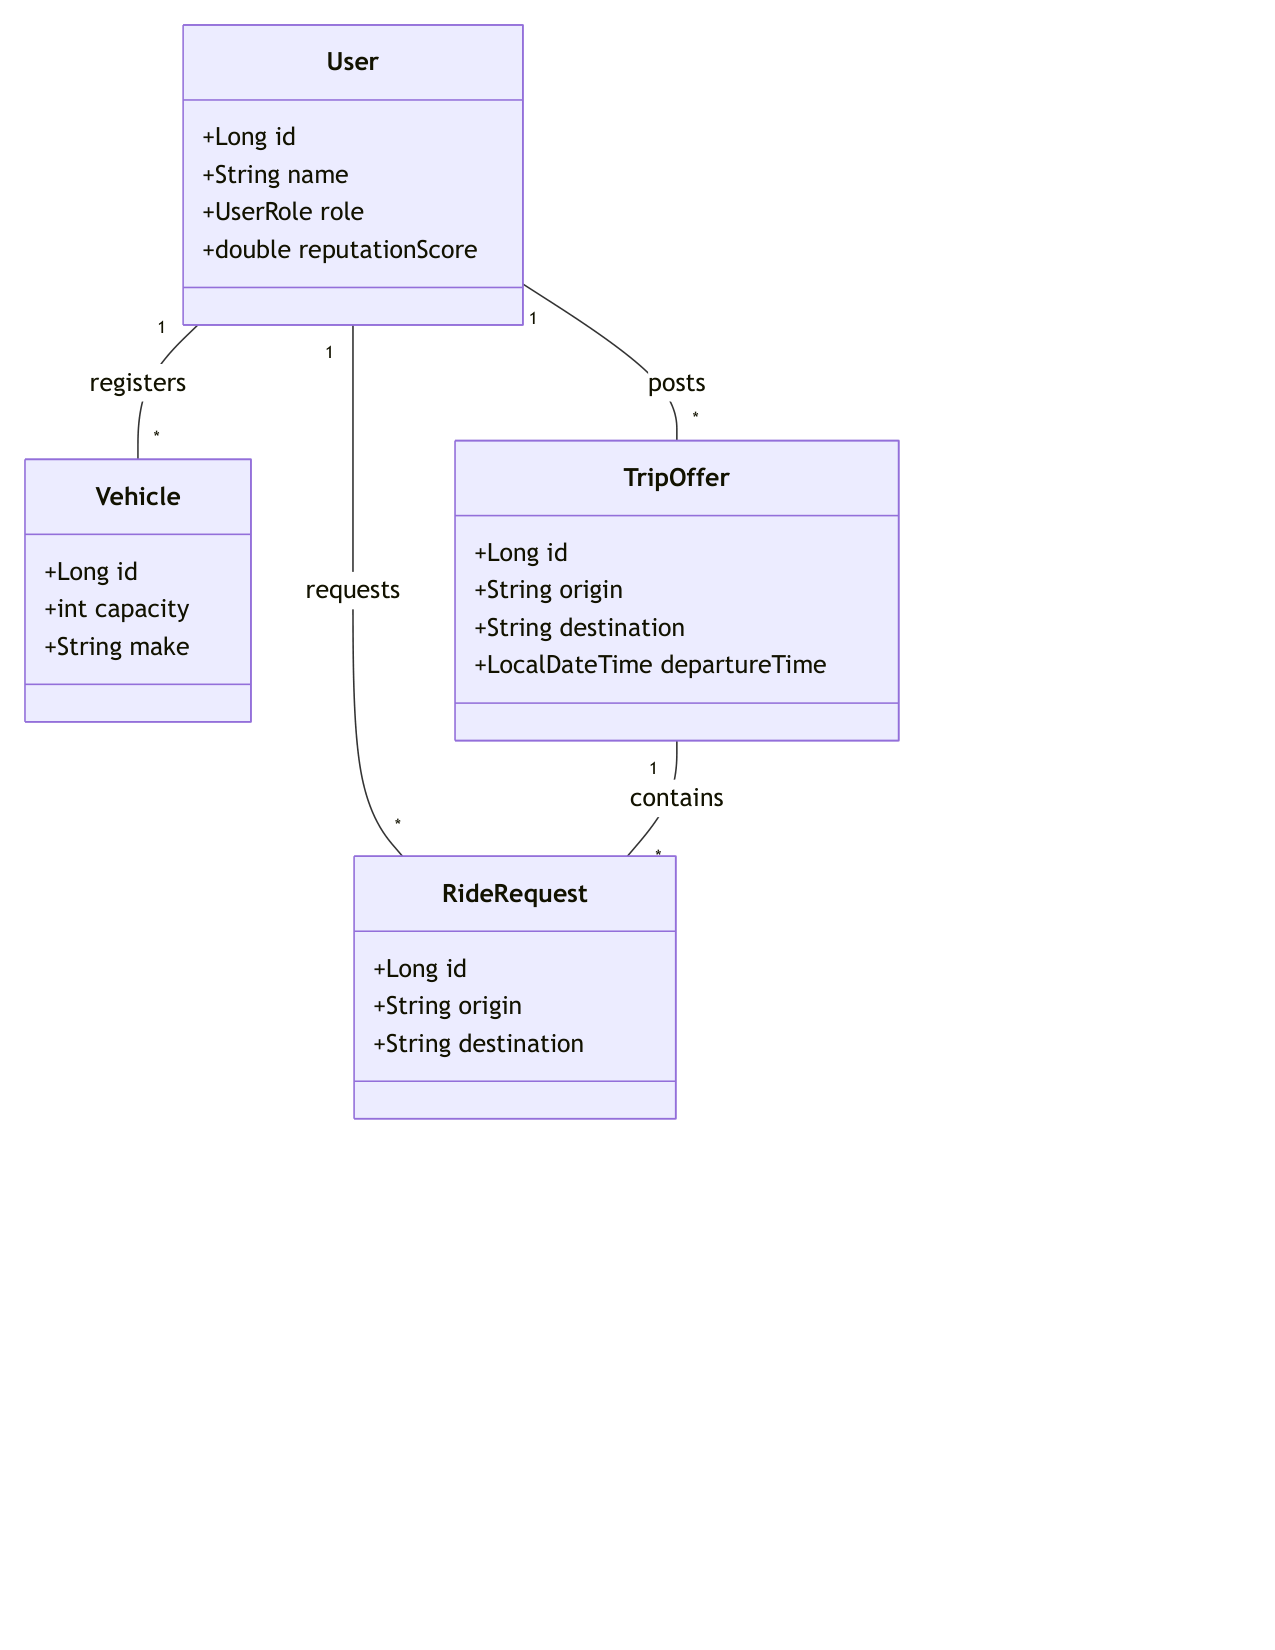 User
+Long id
+String name
+UserRole role
+double reputationScore
1
1
1
registers
posts
*
*
Vehicle
+Long id
+int capacity
+String make
requests
TripOffer
+Long id
+String origin
+String destination
+LocalDateTime departureTime
1
contains
*
*
RideRequest
+Long id
+String origin
+String destination